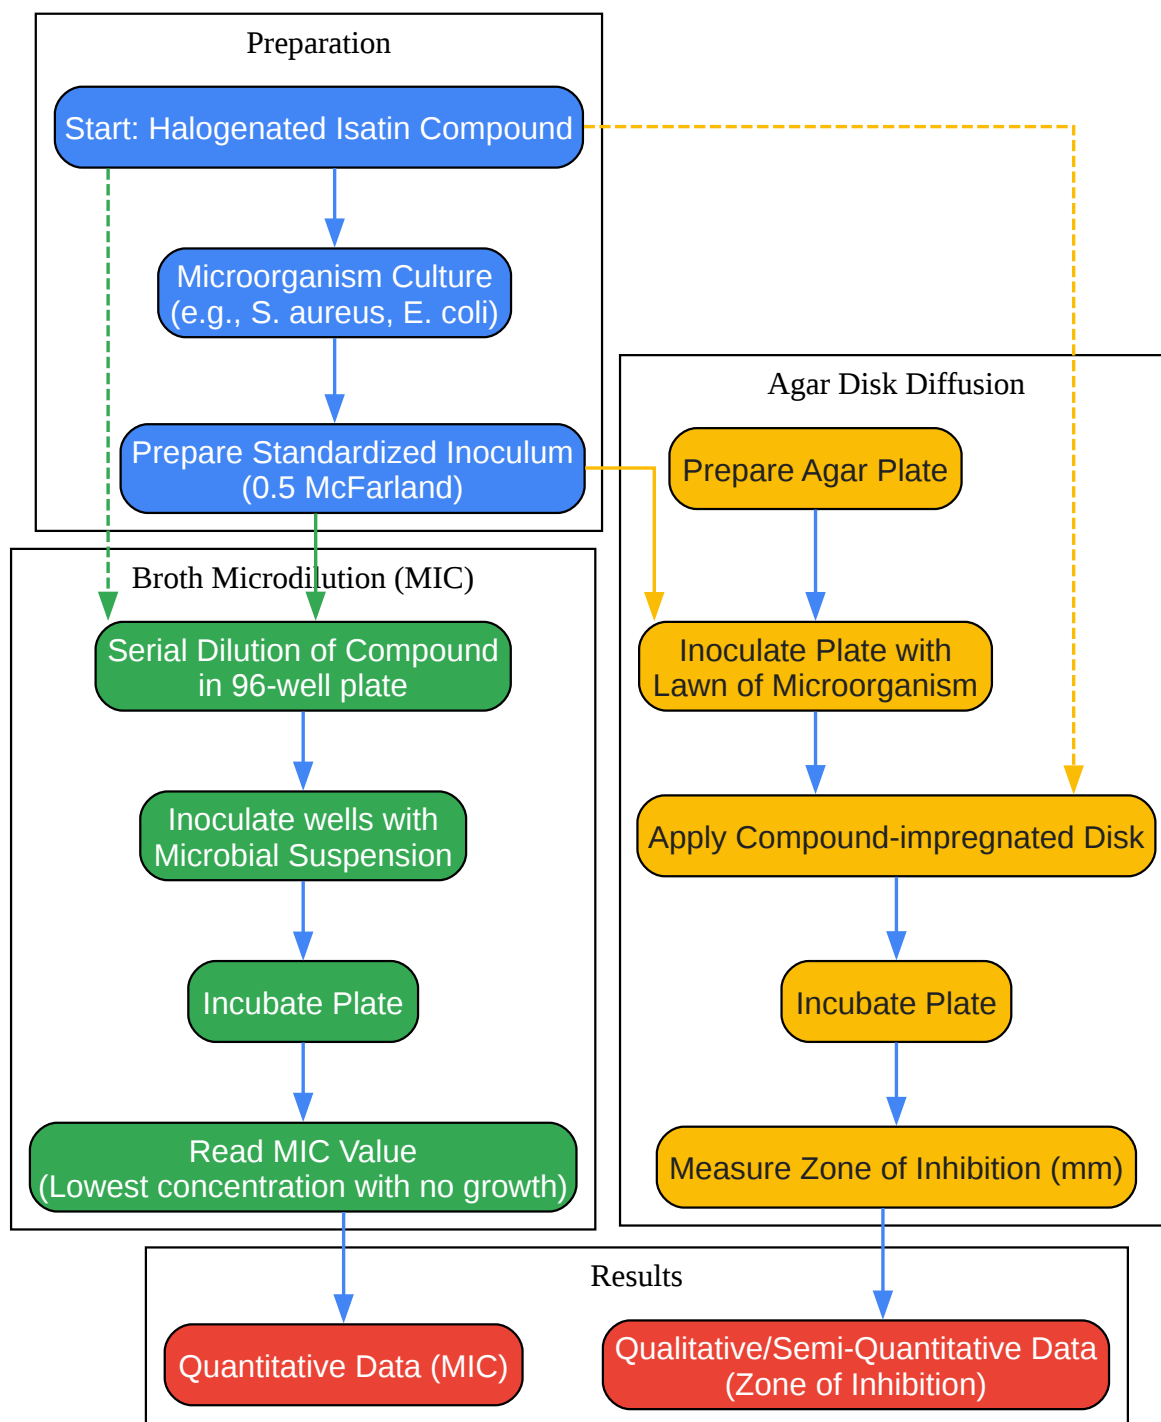 Preparation
Start: Halogenated Isatin Compound
Microorganism Culture
(e.g., S. aureus, E. coli)
Prepare Standardized Inoculum
(0.5 McFarland)
Broth Microdilution (MIC)
Serial Dilution of Compound
in 96-well plate
Inoculate wells with
Microbial Suspension
Incubate Plate
Read MIC Value
(Lowest concentration with no growth)
Agar Disk Diffusion
Prepare Agar Plate
Inoculate Plate with
Lawn of Microorganism
Apply Compound-impregnated Disk
Incubate Plate
Measure Zone of Inhibition (mm)
Results
Quantitative Data (MIC)
Qualitative/Semi-Quantitative Data
(Zone of Inhibition)